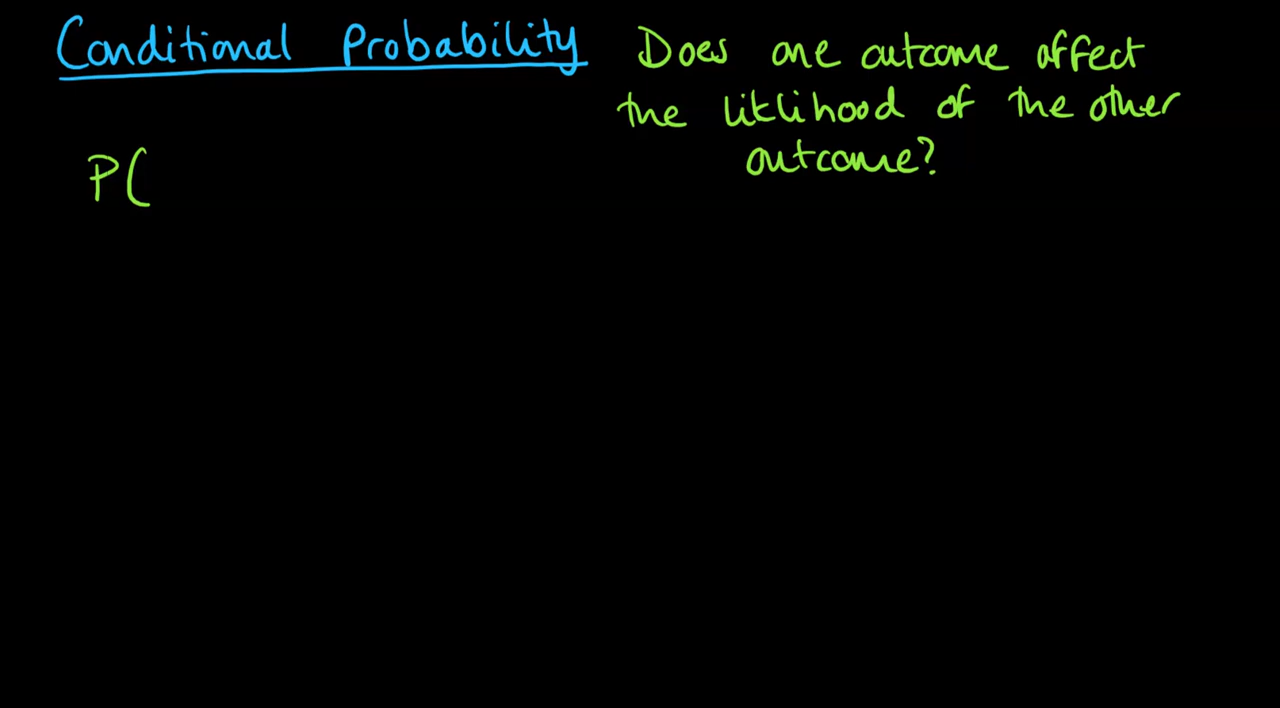 Conditional Probability
Does one outcome affect
the liklihood of the other
outcome?
P(